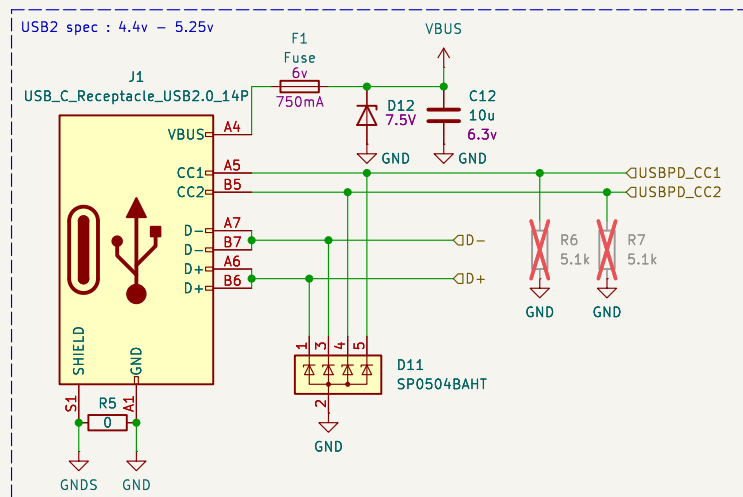 USB2 spec : 4.4v – 5.25v
VBUS
F1
Fuse
6v
750mA
J1
USB_C_Receptacle_USB2.0_14P
D12
7.5V
C12
10u
6.3v
GND
GND
VBUS
A4
CC1
A5
USBPD_CC1
CC2
B5
USBPD_CC2
D-
A7
D-
B7
D-
D+
A6
D+
B6
D+
R6
5.1k
R7
5.1k
GND
GND
SHIELD
GND
1
3
4
5
D11
SP0504BAHT
2
GND
S1
R5
0
A1
GNDS
GND